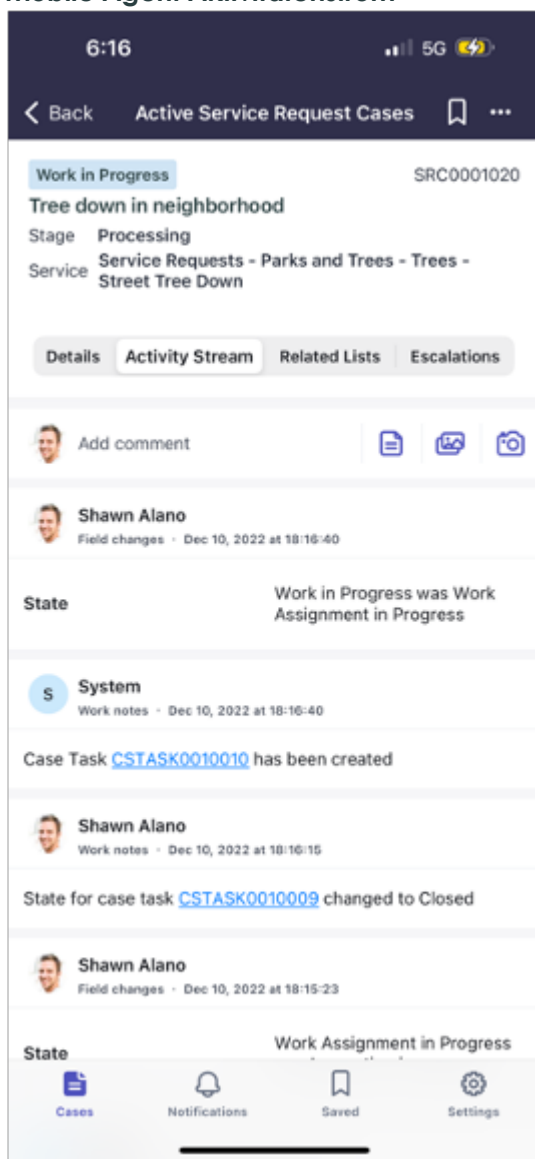 6:16 5G
Back Active Service Request Cases
Work in Progress SRC0001020
Tree down in neighborhood
Stage Processing
Service Service Requests - Parks and Trees - Trees -
Street Tree Down
Details Activity Stream Related Lists Escalations
Add comment
Shawn Alano
Field changes · Dec 10, 2022 at 18:16:40
State Work in Progress was Work
Assignment in Progress
S System
Work notes · Dec 10, 2022 at 18:16:40
Case Task CSTASK0010010 has been created
Shawn Alano
Work notes · Dec 10, 2022 at 18:16:15
State for case task CSTASK0010009 changed to Closed
Shawn Alano
Field changes · Dec 10, 2022 at 18:15:23
State Work Assignment in Progress
Cases Notifications Saved Settings